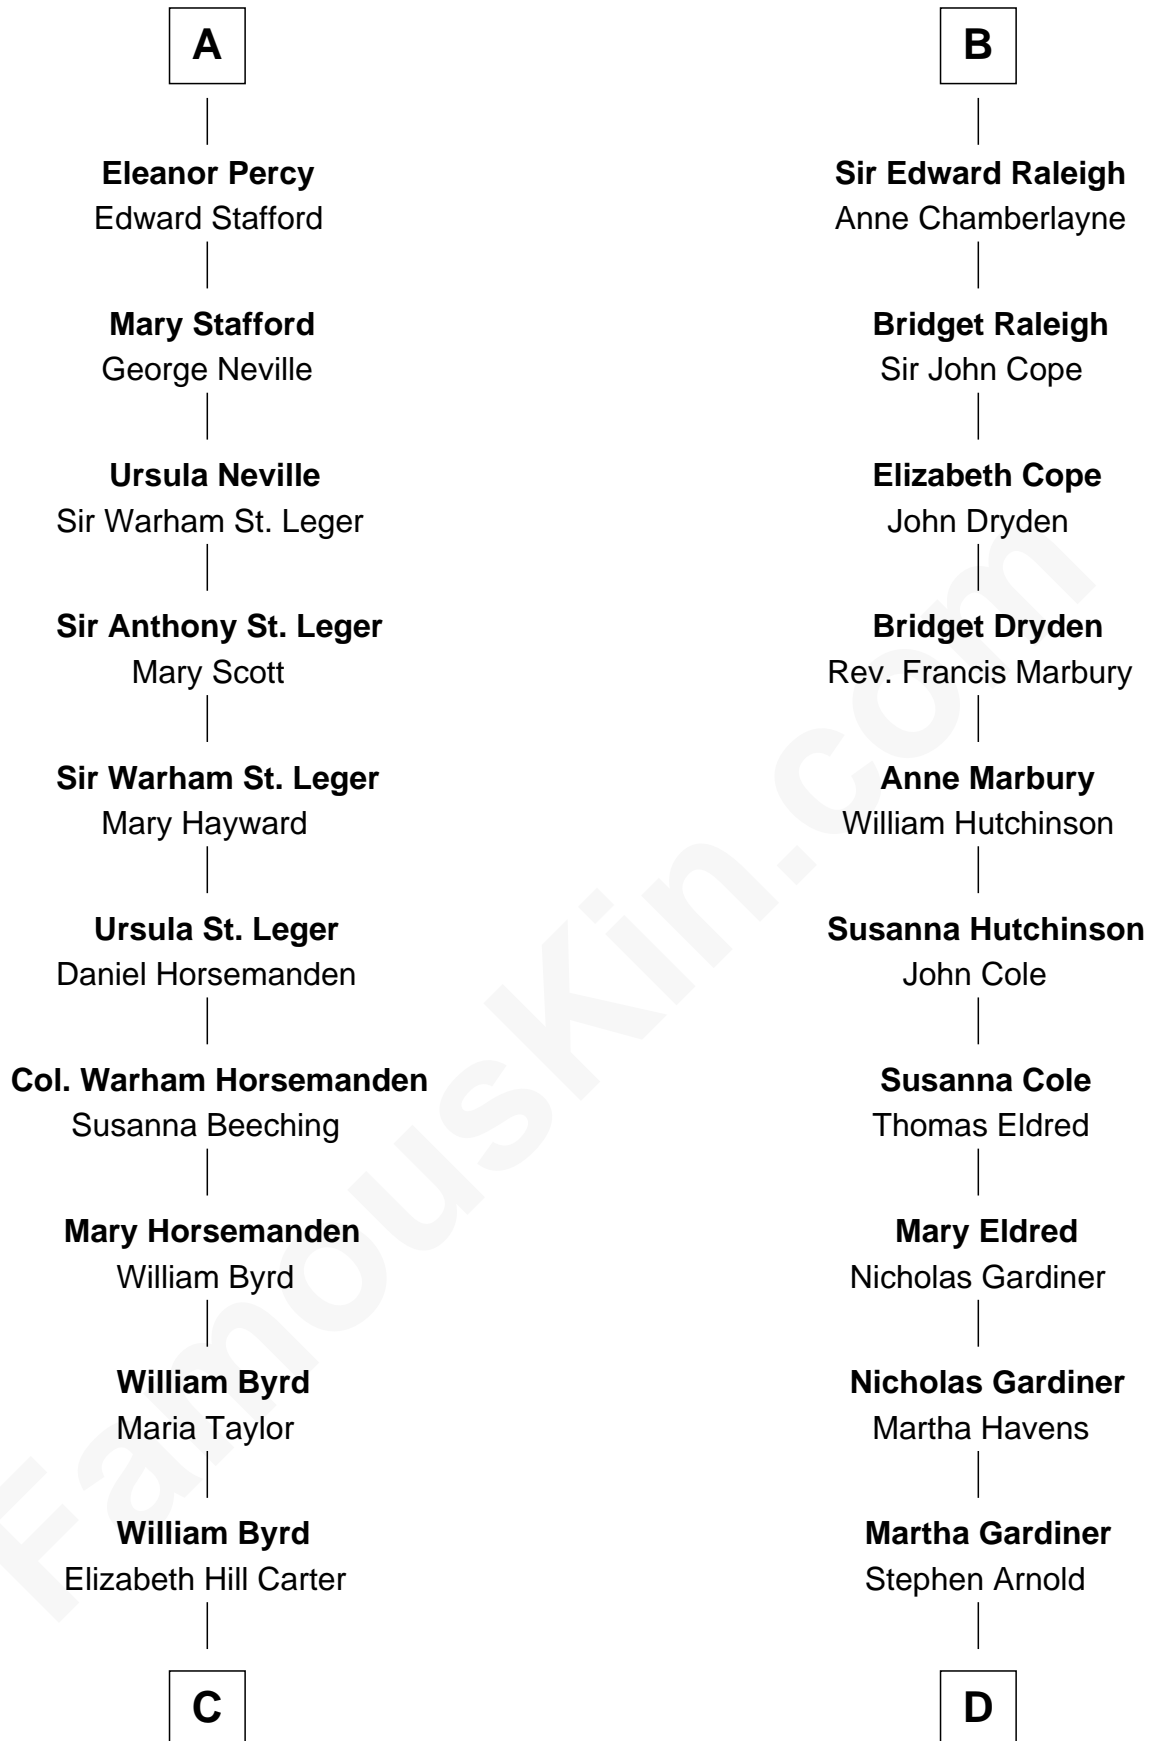 A
Eleanor Percy
Edward Stafford
Mary Stafford
George Neville
Ursula Neville
Sir Warham St. Leger
Sir Anthony St. Leger
Mary Scott
Sir Warham St. Leger
Mary Hayward
Ursula St. Leger
Daniel Horsemanden
Col. Warham Horsemanden
Susanna Beeching
Mary Horsemanden
William Byrd
William Byrd
Maria Taylor
William Byrd
Elizabeth Hill Carter
C
B
Sir Edward Raleigh
Anne Chamberlayne
Bridget Raleigh
Sir John Cope
Elizabeth Cope
John Dryden
Bridget Dryden
Rev. Francis Marbury
Anne Marbury
William Hutchinson
Susanna Hutchinson
John Cole
Susanna Cole
Thomas Eldred
Mary Eldred
Nicholas Gardiner
Nicholas Gardiner
Martha Havens
Martha Gardiner
Stephen Arnold
D
FamousKin.com